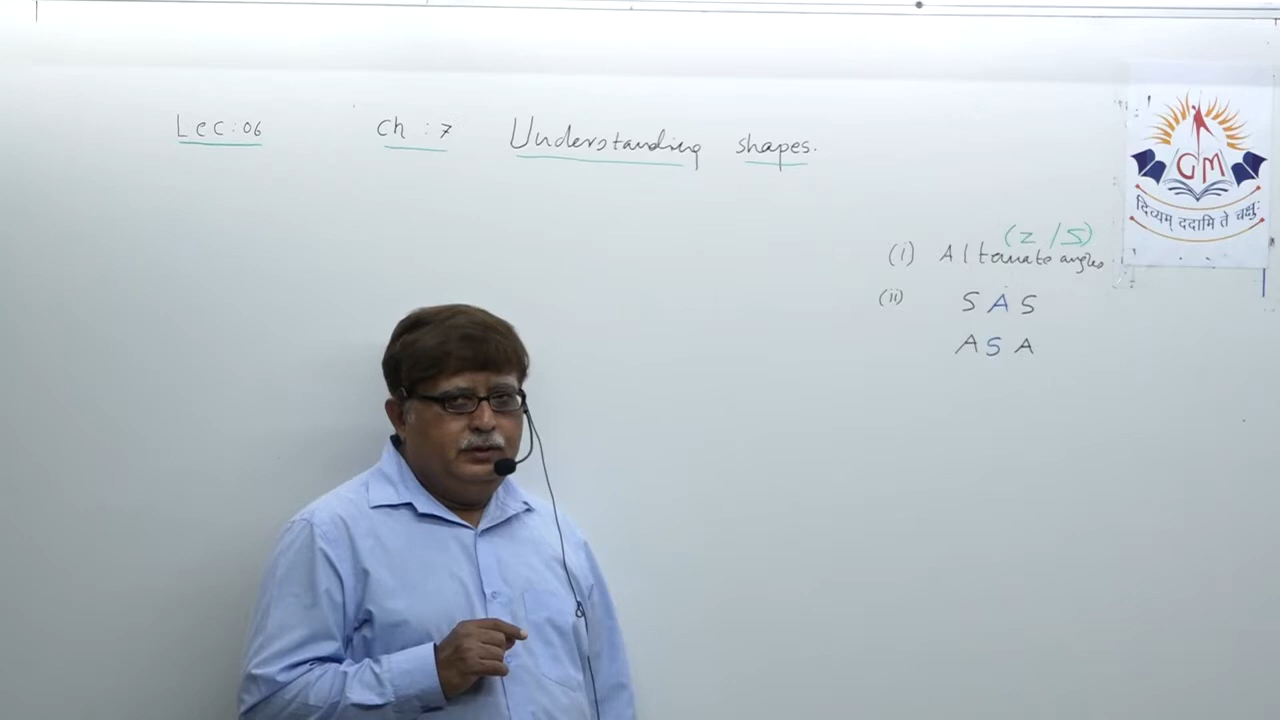 Lec:06 Ch:7 Understanding shapes.
GM
दिव्यम् ददामि ते चक्षुः
(Z/S)
(i) Alternate angles
(ii) SAS
ASA